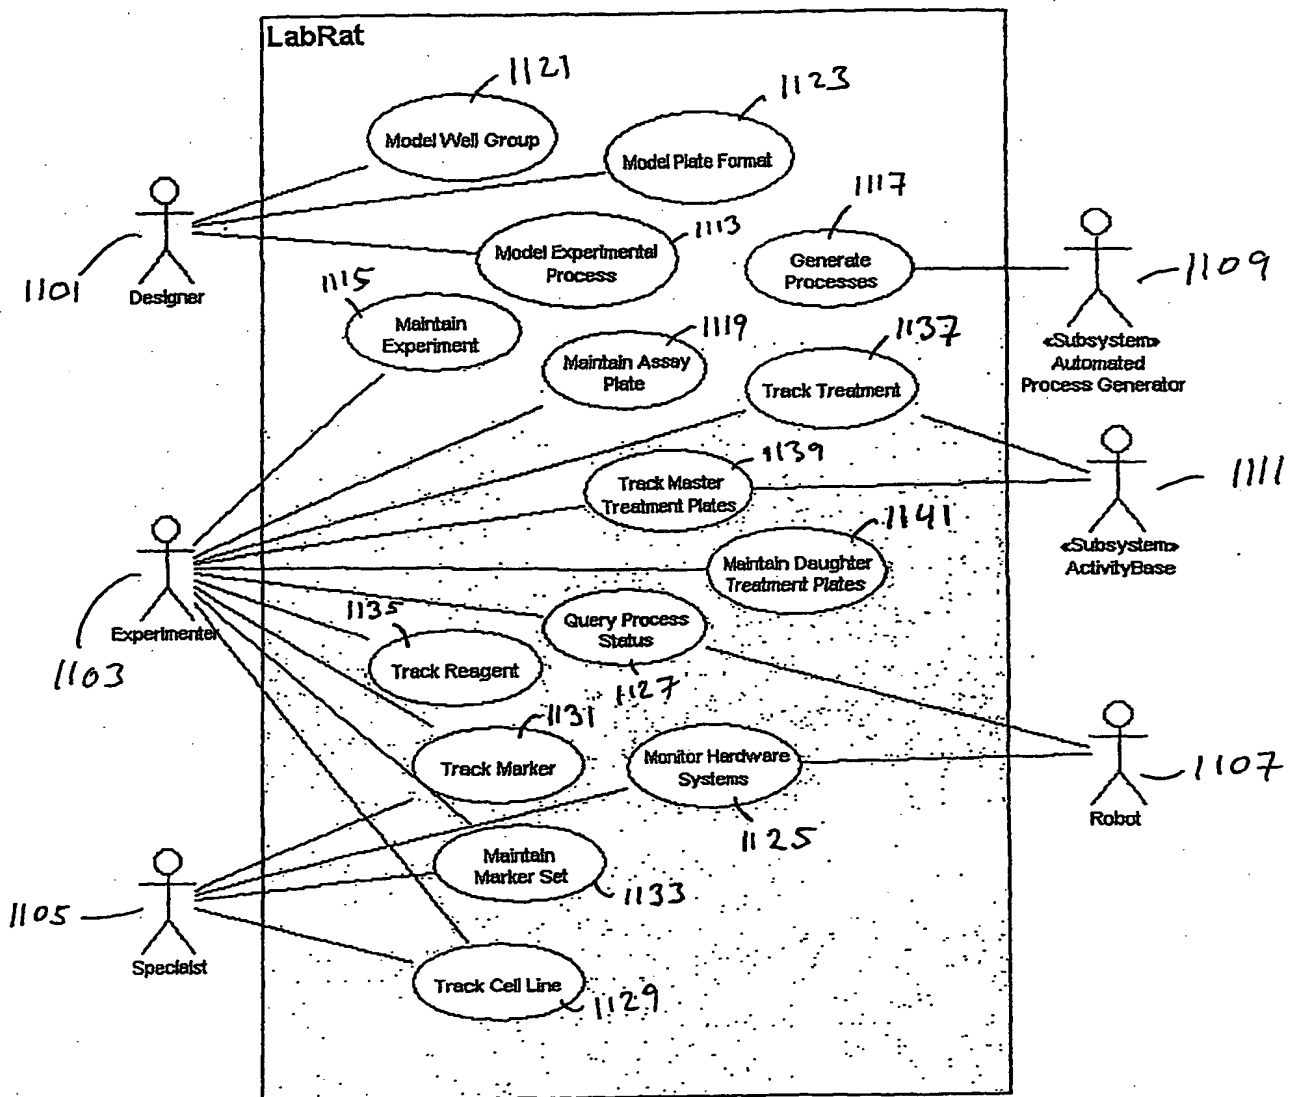 LabRat
1121
1123
Model Well Group
Model Plate Format
1117
1113
Model Experimental
Process
Generate
Processes
1109
1101
Designer
1115
Maintain
Experiment
1119
Maintain Assay
Plate
1137
Track Treatment
«Subsystem»
Automated
Process Generator
1139
Track Master
Treatment Plates
1111
1141
Maintain Daughter
Treatment Plates
«Subsystem»
ActivityBase
Experimenter
1103
1135
Track Reagent
Query Process
Status
1127
1131
Track Marker
Monitor Hardware
Systems
1125
1107
Robot
Maintain
Marker Set
1133
1105
Specialst
Track Cell Line
1129